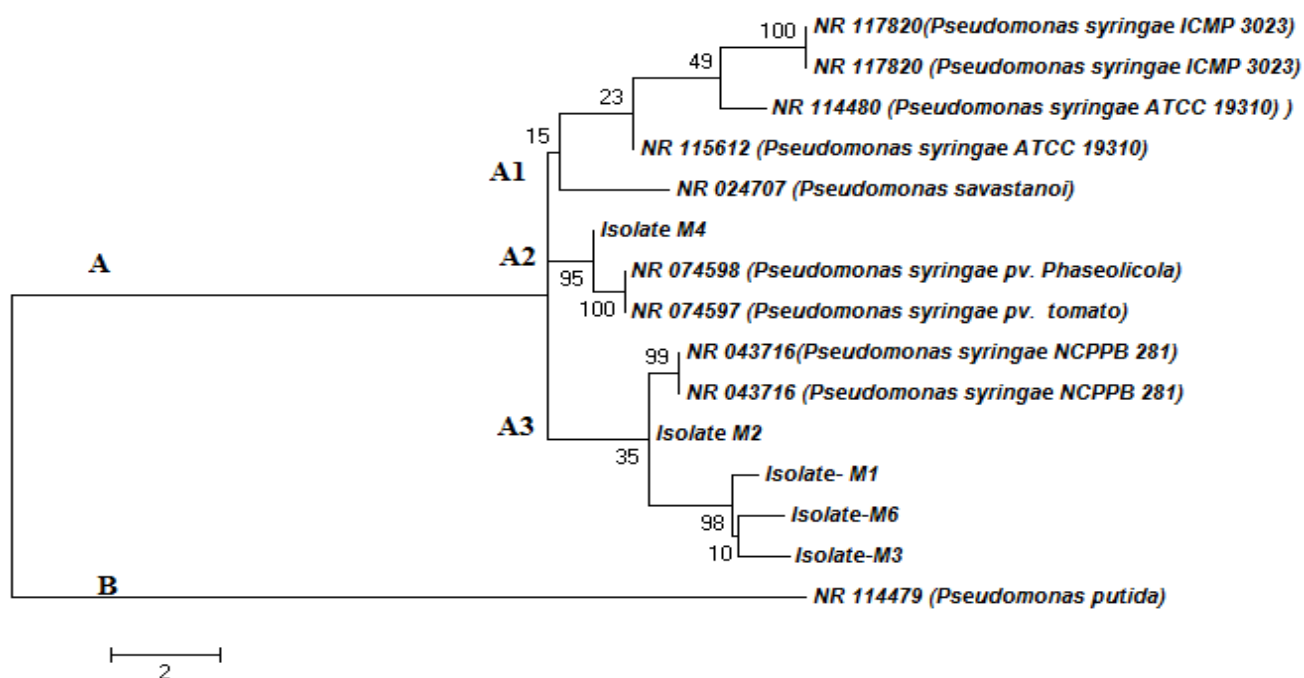 100 NR 117820(Pseudomonas syringae ICMP 3023)
NR 117820 (Pseudomonas syringae ICMP 3023)
49
NR 114480 (Pseudomonas syringae ATCC 19310) )
23
15
NR 115612 (Pseudomonas syringae ATCC 19310)
A1
NR 024707 (Pseudomonas savastanoi)
Isolate M4
A2
A
95
NR 074598 (Pseudomonas syringae pv. Phaseolicola)
100 NR 074597 (Pseudomonas syringae pv. tomato)
99 NR 043716(Pseudomonas syringae NCPPB 281)
NR 043716 (Pseudomonas syringae NCPPB 281)
A3
Isolate M2
35
Isolate- M1
98
Isolate-M6
10 Isolate-M3
B
NR 114479 (Pseudomonas putida)
2